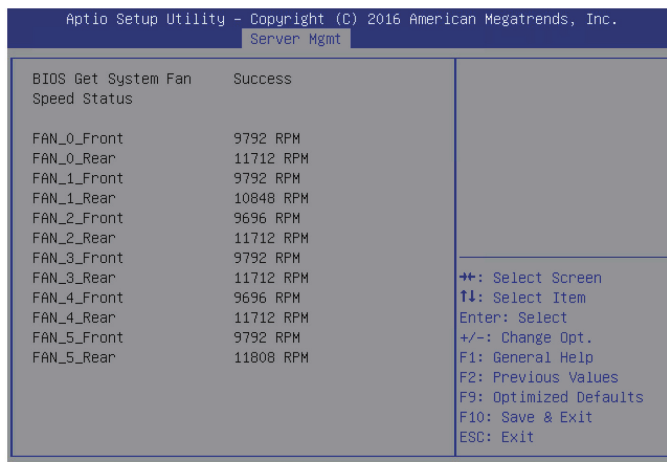 Aptio Setup Utility – Copyright (C) 2016 American Megatrends, Inc.
Server Mgmt
BIOS Get System Fan Success
Speed Status
FAN_0_Front 9792 RPM
FAN_0_Rear 11712 RPM
FAN_1_Front 9792 RPM
FAN_1_Rear 10848 RPM
FAN_2_Front 9696 RPM
FAN_2_Rear 11712 RPM
FAN_3_Front 9792 RPM
FAN_3_Rear 11712 RPM
FAN_4_Front 9696 RPM
FAN_4_Rear 11712 RPM
FAN_5_Front 9792 RPM
FAN_5_Rear 11808 RPM
→←: Select Screen
↑↓: Select Item
Enter: Select
+/-: Change Opt.
F1: General Help
F2: Previous Values
F9: Optimized Defaults
F10: Save & Exit
ESC: Exit